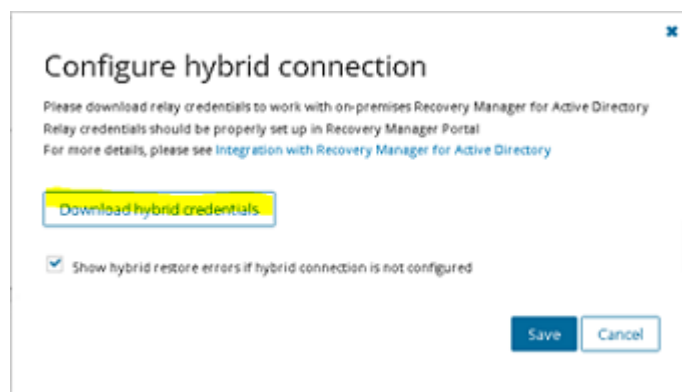 Configure hybrid connection
Please download relay credentials to work with on-premises Recovery Manager for Active Directory
Relay credentials should be properly set up in Recovery Manager Portal
For more details, please see Integration with Recovery Manager for Active Directory
Download hybrid credentials
Show hybrid restore errors if hybrid connection is not configured
Save Cancel